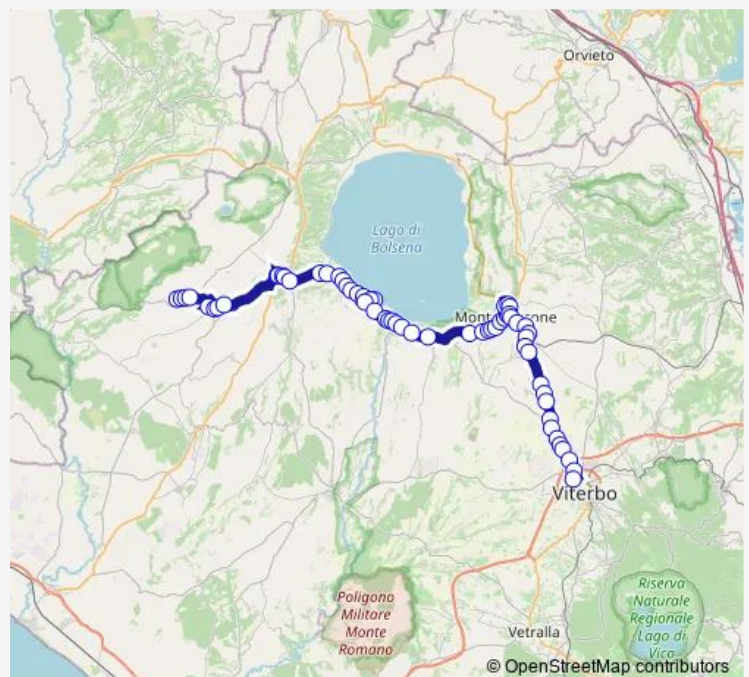 Orvieto
Lago di
Bolsena
Viterbo
Poligono
Militare
Monte
Romano
Riserva
Naturale
Regionale
Lago di
Vico
Vetralla
© OpenStreetMap contributors